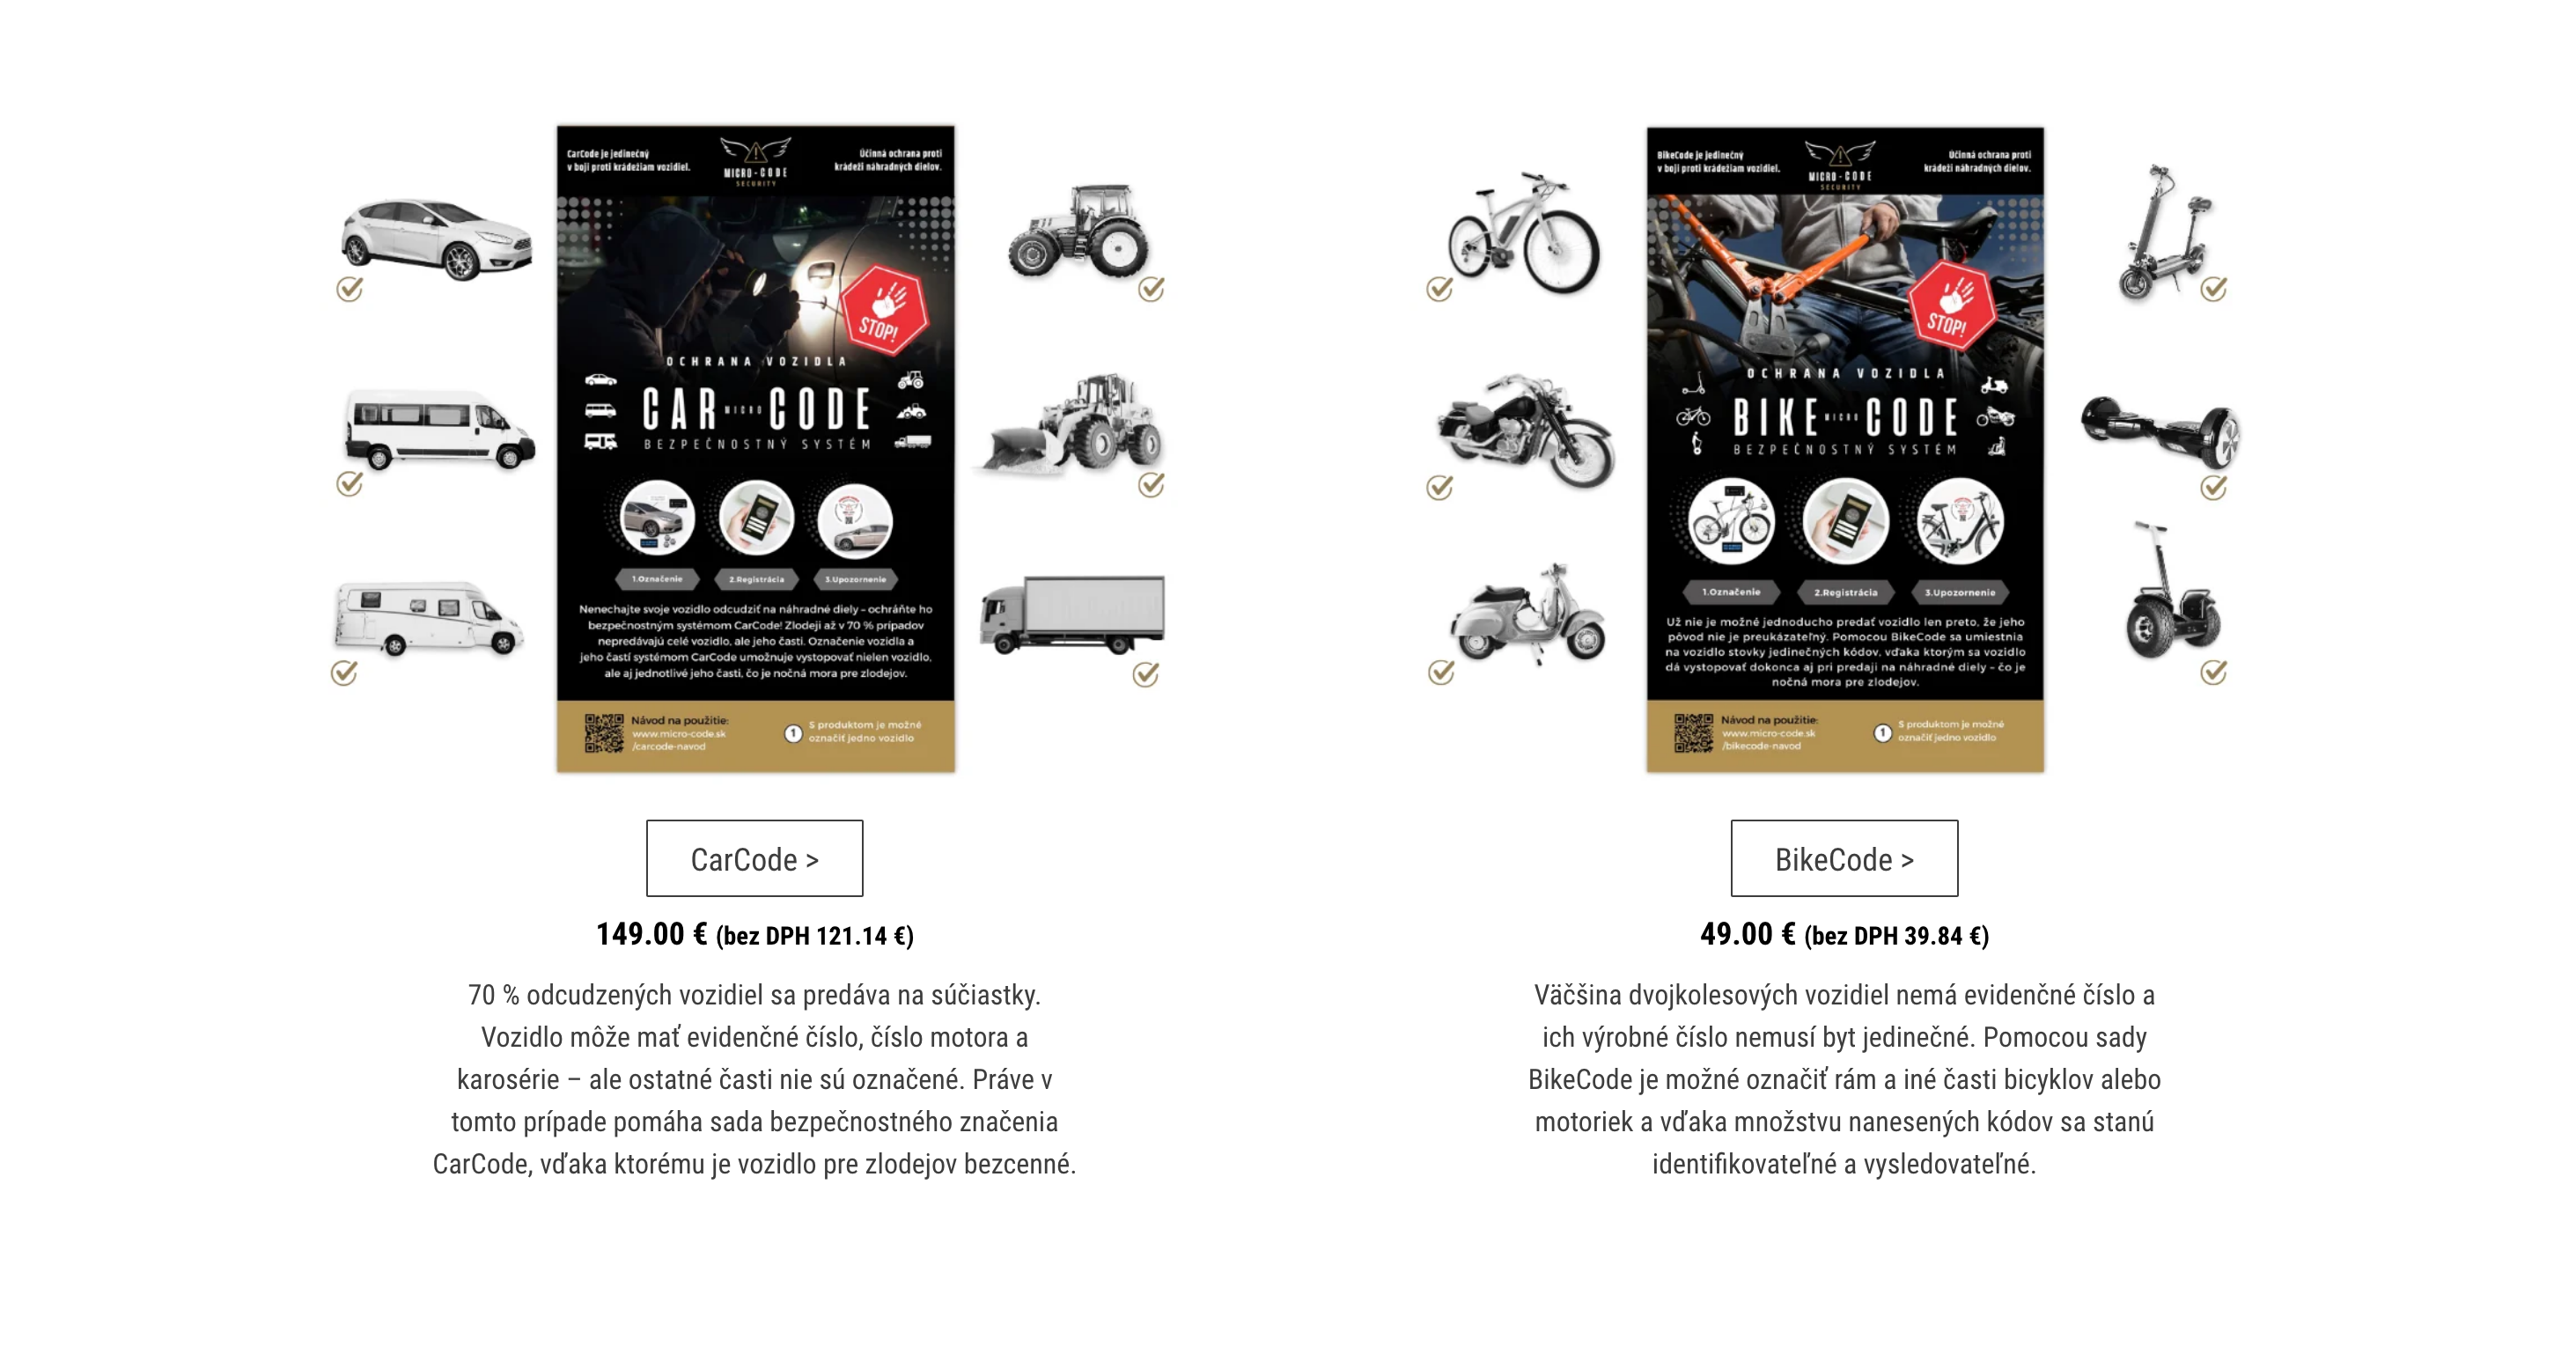 CarCode je jedinečný
v boji proti krádežiam vozidiel.
MICRO-CODE
SECURITY
Účinná ochrana proti
krádeži náhradných dielov.
STOP!
OCHRANA VOZIDLA
CAR MICRO CODE
BEZPEČNOSTNÝ SYSTÉM
1.Označenie
2.Registrácia
3.Upozornenie
Nenechajte svoje vozidlo odcudziť na náhradné diely – ochráňte ho
bezpečnostným systémom CarCode! Zlodeji až v 70 % prípadov
nepredávajú celé vozidlo, ale jeho časti. Označenie vozidla a
jeho častí systémom CarCode umožnuje vystopovať nielen vozidlo,
ale aj jednotlivé jeho časti, čo je nočná mora pre zlodejov.
Návod na použitie:
www.micro-code.sk
/carcode-navod
1
S produktom je možné
označiť jedno vozidlo
CarCode >
149.00 € (bez DPH 121.14 €)
70 % odcudzených vozidiel sa predáva na súčiastky.
Vozidlo môže mať evidenčné číslo, číslo motora a
karosérie – ale ostatné časti nie sú označené. Práve v
tomto prípade pomáha sada bezpečnostného značenia
CarCode, vďaka ktorému je vozidlo pre zlodejov bezcenné.
BikeCode je jedinečný
v boji proti krádežiam vozidiel.
MICRO-CODE
SECURITY
Účinná ochrana proti
krádeži náhradných dielov.
STOP!
OCHRANA VOZIDLA
BIKE MICRO CODE
BEZPEČNOSTNÝ SYSTÉM
1.Označenie
2.Registrácia
3.Upozornenie
Už nie je možné jednoducho predať vozidlo len preto, že jeho
pôvod nie je preukázateľný. Pomocou BikeCode sa umiestnia
na vozidlo stovky jedinečných kódov, vďaka ktorým sa vozidlo
dá vystopovať dokonca aj pri predaji na náhradné diely – čo je
nočná mora pre zlodejov.
Návod na použitie:
www.micro-code.sk
/bikecode-navod
1
S produktom je možné
označiť jedno vozidlo
BikeCode >
49.00 € (bez DPH 39.84 €)
Väčšina dvojkolesových vozidiel nemá evidenčné číslo a
ich výrobné číslo nemusí byt jedinečné. Pomocou sady
BikeCode je možné označiť rám a iné časti bicyklov alebo
motoriek a vďaka množstvu nanesených kódov sa stanú
identifikovateľné a vysledovateľné.